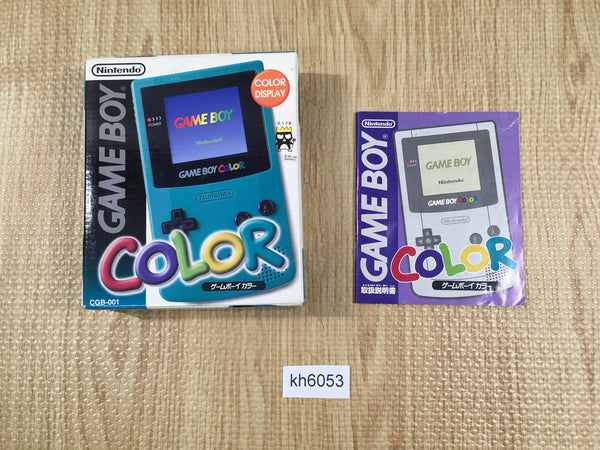 Nintendo
GAME BOY
COLOR
DISPLAY
POWER
GAME BOY
Nintendo®
GAME BOY COLOR
Nintendo
COLOR
ゲームボーイ カラー
CGB-001
Nintendo
GAME BOY
POWER
GAME BOY
Nintendo
GAME BOY COLOR
COLOR
ゲームボーイ カラー
取扱説明書
kh6053